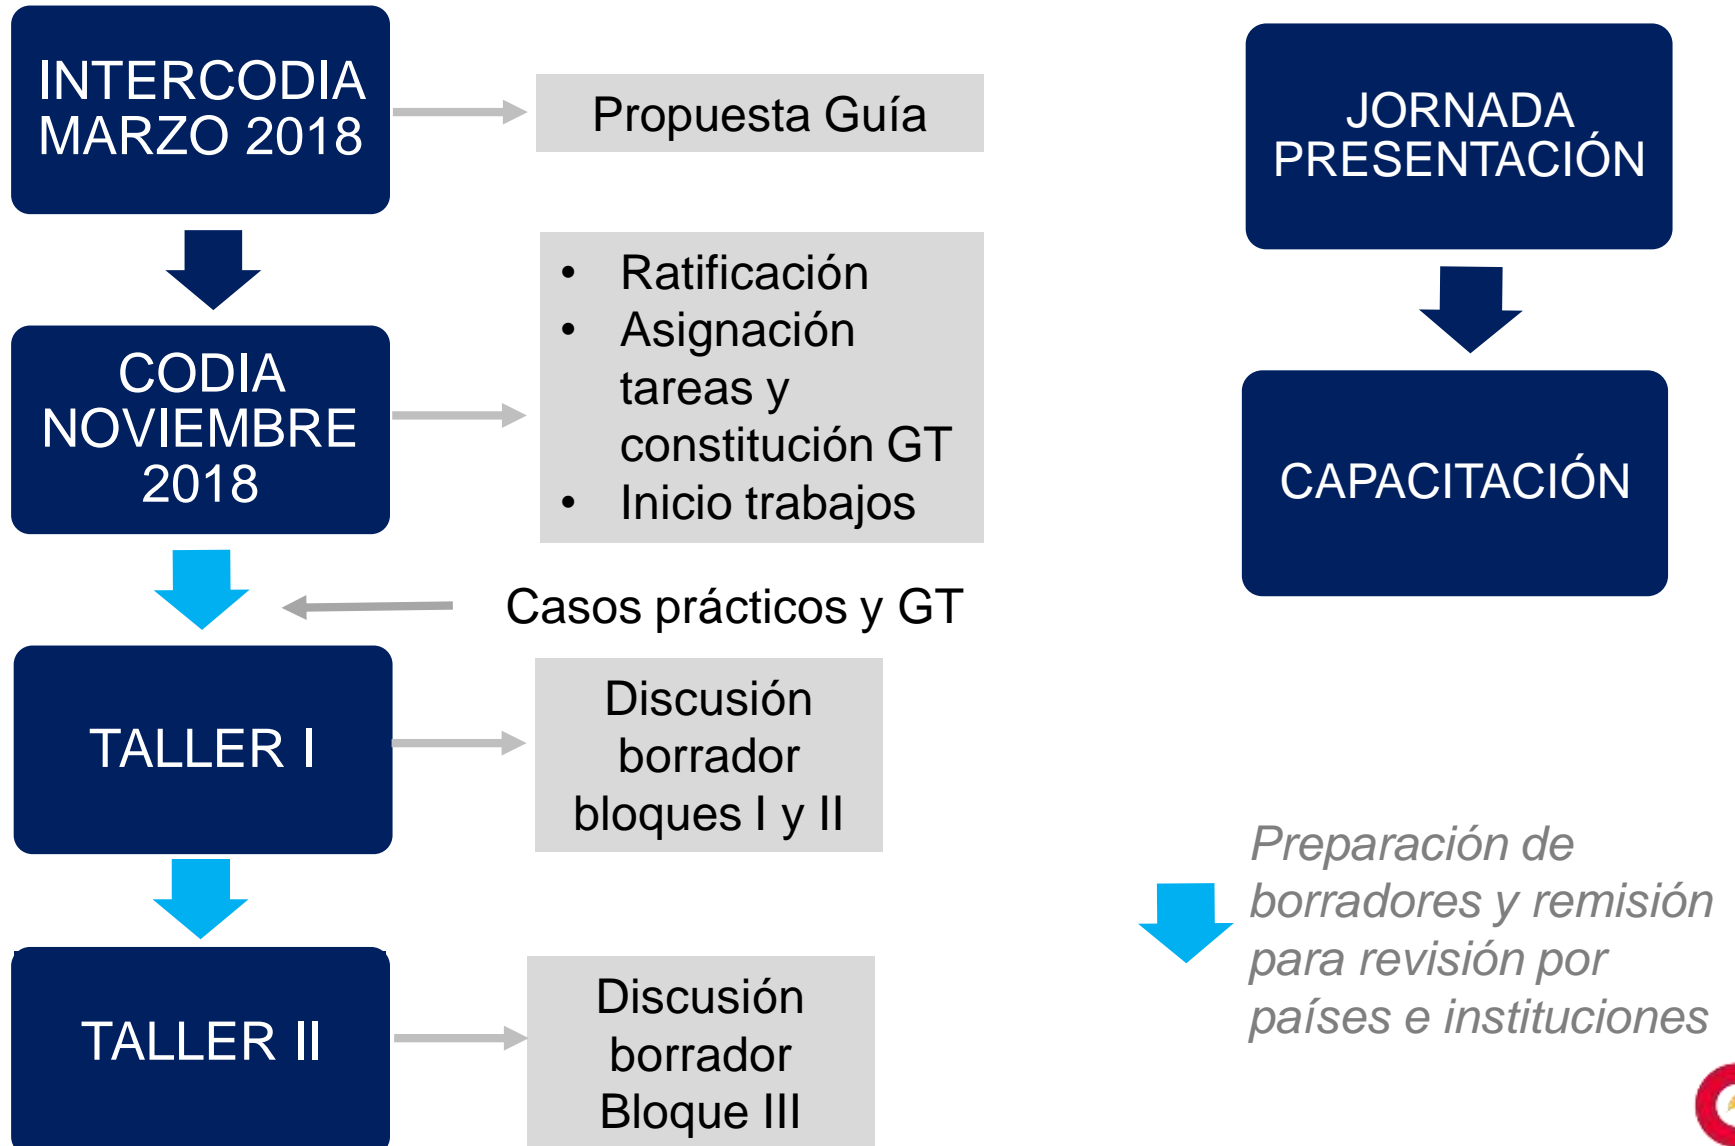 INTERCODIA
MARZO 2018
Propuesta Guía
CODIA
NOVIEMBRE
2018
• Ratificación
• Asignación
tareas y
constitución GT
• Inicio trabajos
Casos prácticos y GT
TALLER I
Discusión
borrador
bloques I y II
TALLER II
Discusión
borrador
Bloque III
JORNADA
PRESENTACIÓN
CAPACITACIÓN
Preparación de
borradores y remisión
para revisión por
países e instituciones